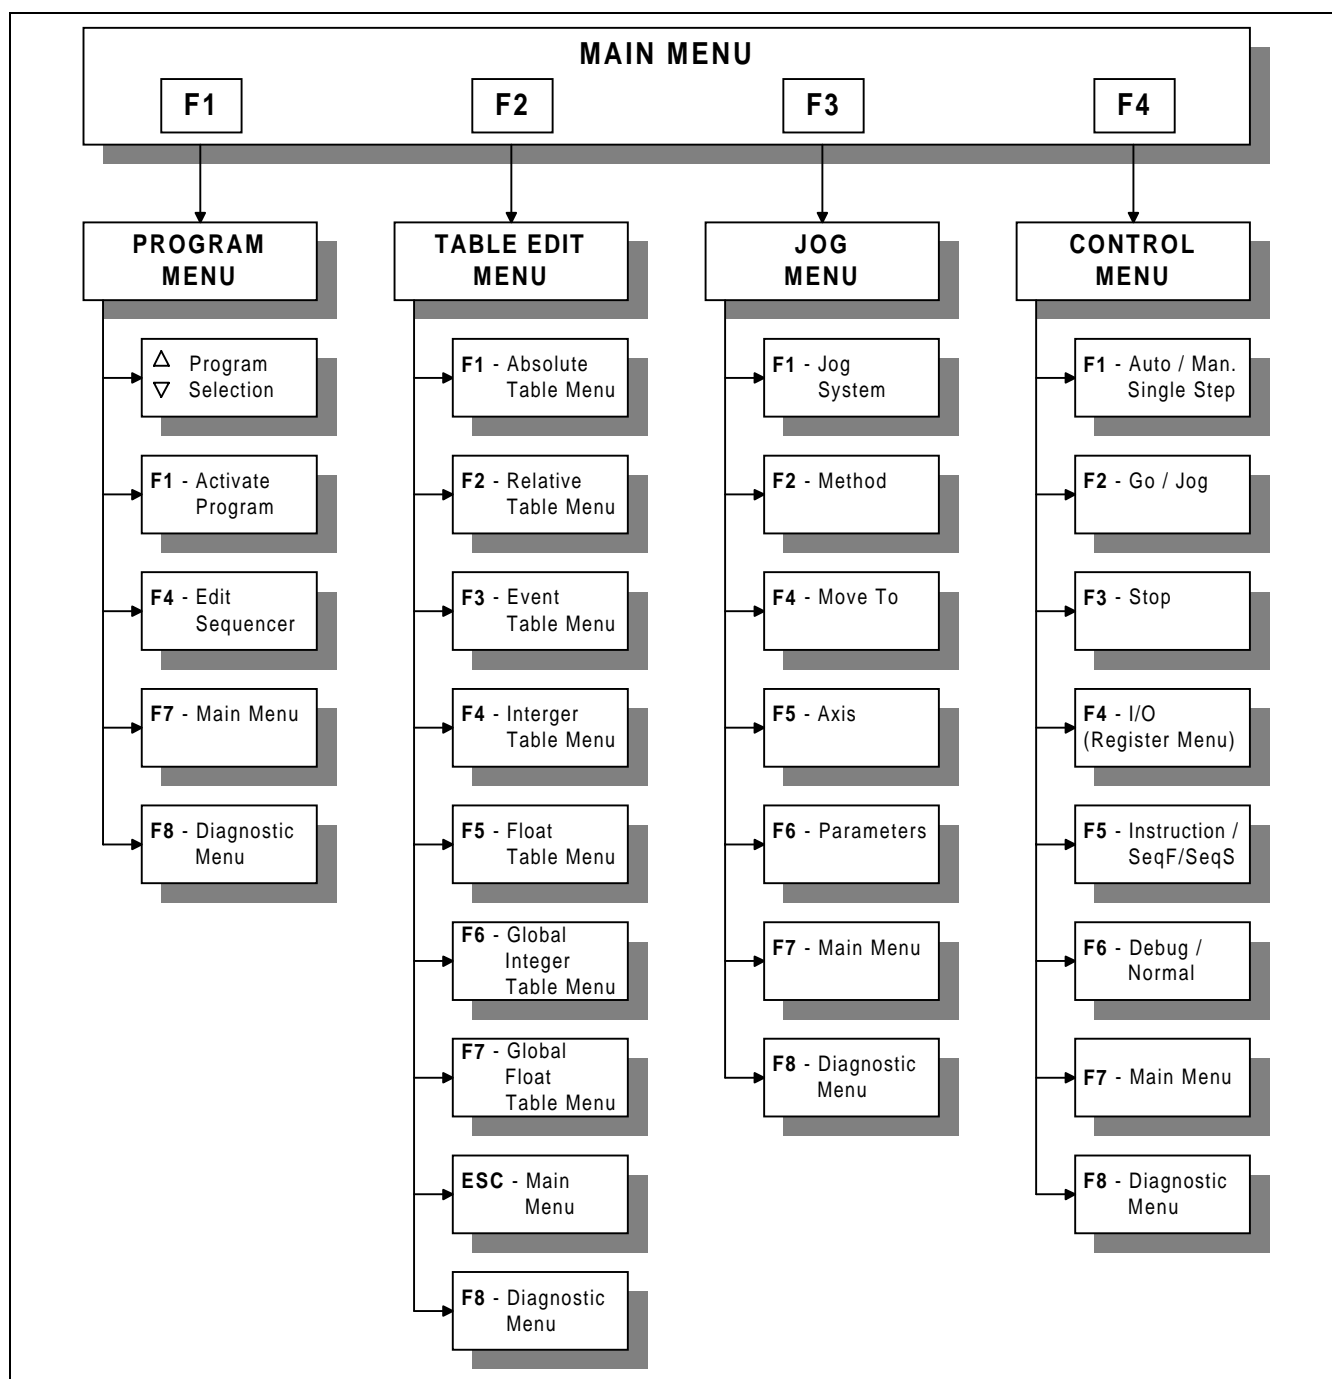 MAIN MENU
F1
F2
F3
F4
PROGRAM
MENU
△ Program
▽ Selection
F1 - Activate
Program
F4 - Edit
Sequencer
F7 - Main Menu
F8 - Diagnostic
Menu
TABLE EDIT
MENU
F1 - Absolute
Table Menu
F2 - Relative
Table Menu
F3 - Event
Table Menu
F4 - Interger
Table Menu
F5 - Float
Table Menu
F6 - Global
Integer
Table Menu
F7 - Global
Float
Table Menu
ESC - Main
Menu
F8 - Diagnostic
Menu
JOG
MENU
F1 - Jog
System
F2 - Method
F4 - Move To
F5 - Axis
F6 - Parameters
F7 - Main Menu
F8 - Diagnostic
Menu
CONTROL
MENU
F1 - Auto / Man.
Single Step
F2 - Go / Jog
F3 - Stop
F4 - I/O
(Register Menu)
F5 - Instruction /
SeqF/SeqS
F6 - Debug /
Normal
F7 - Main Menu
F8 - Diagnostic
Menu